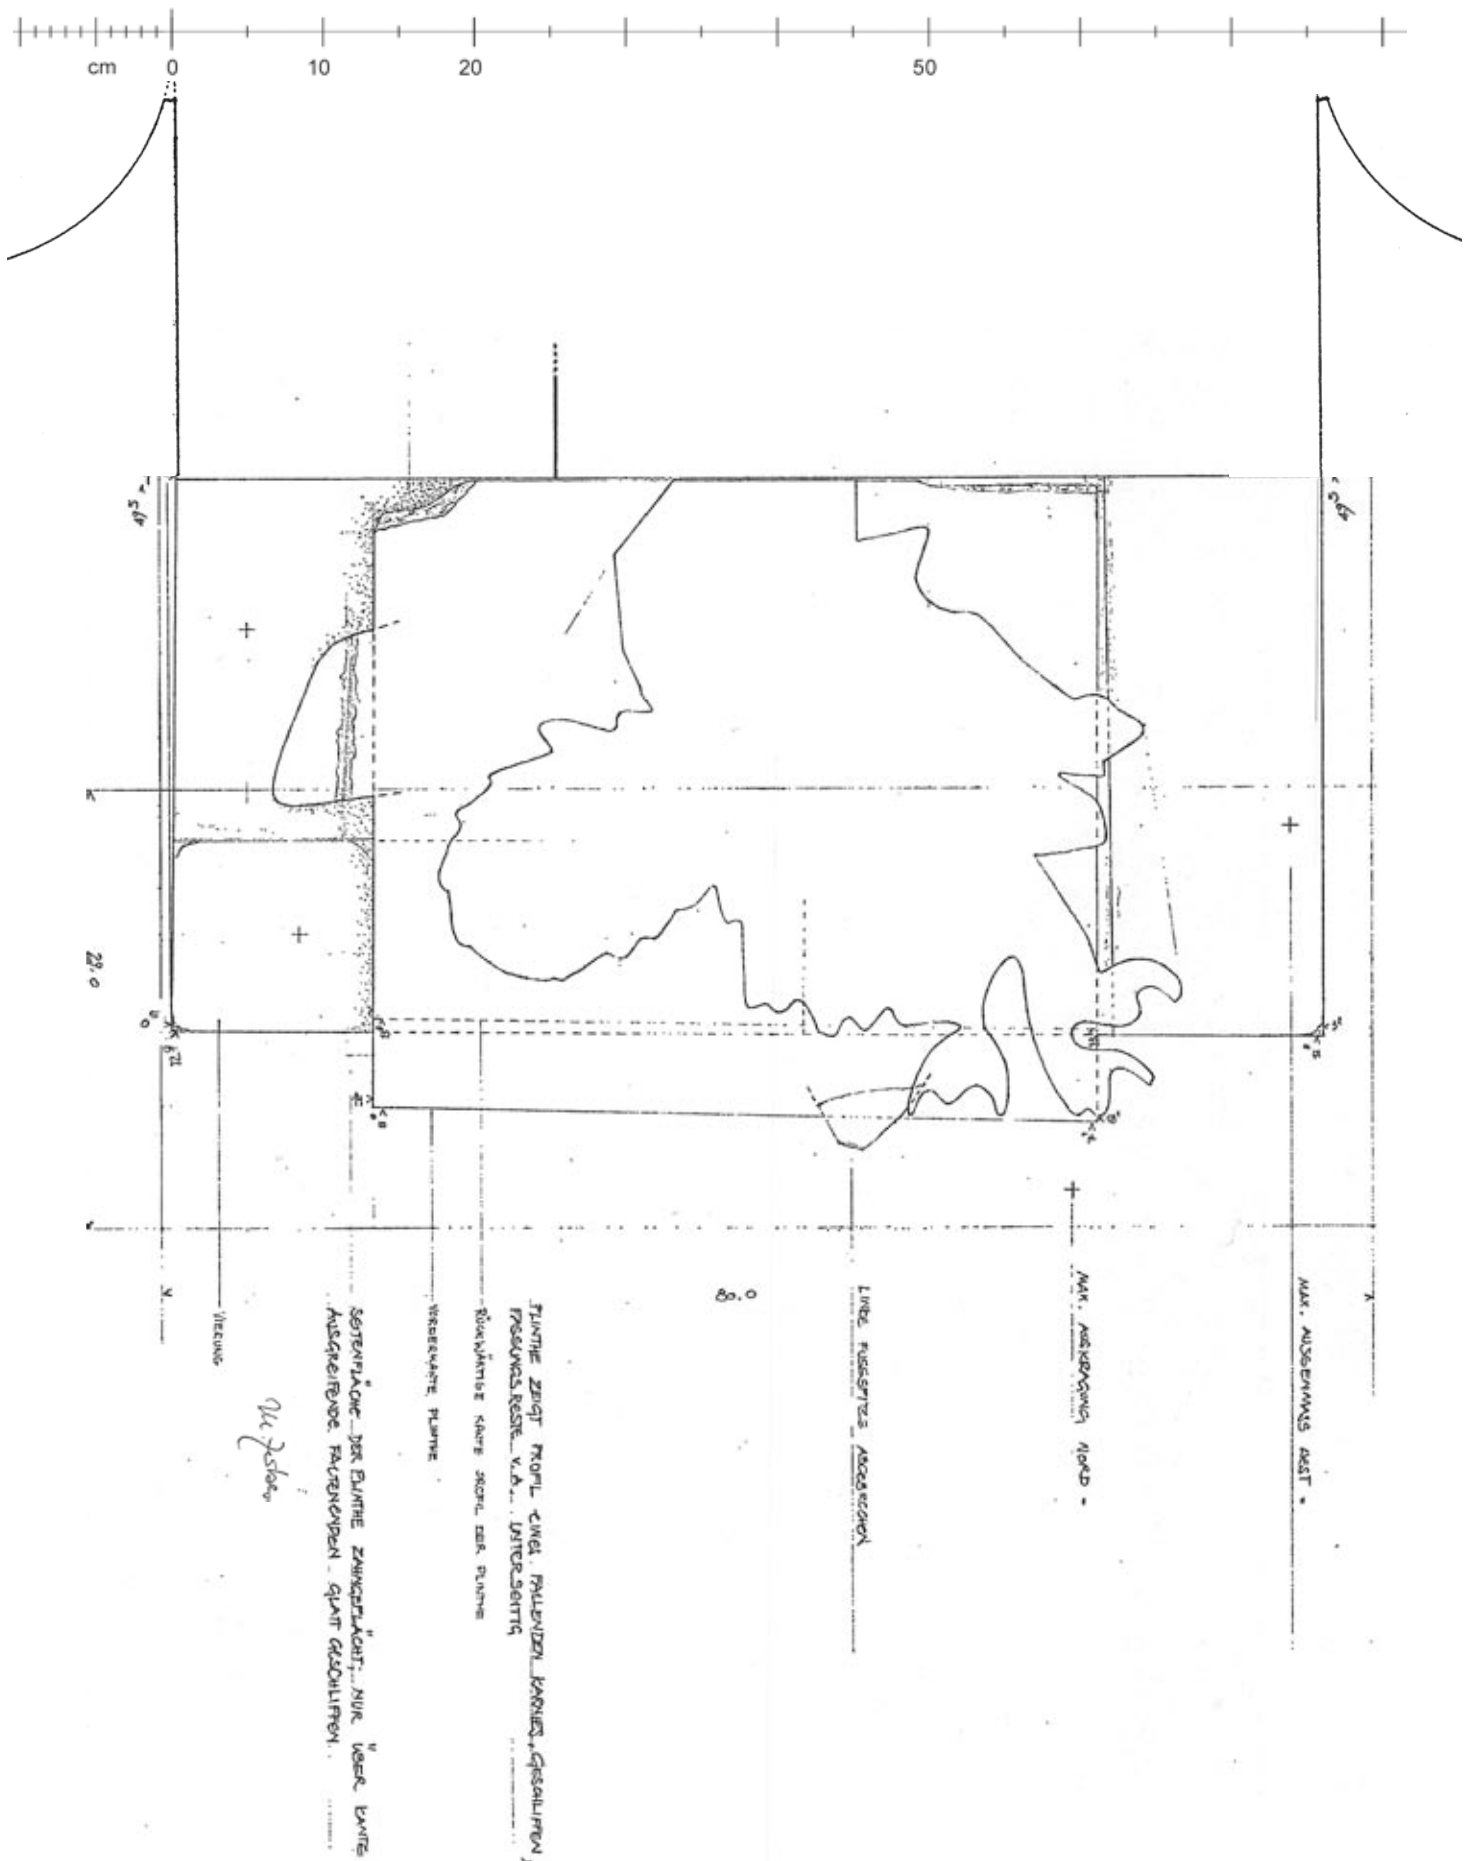 cm 0 10 20 50
29.0
80.0
MAX. AUSSENMASS WEST =
MAX. AUSKRAGUNG NORD =
LINKE FUSSSPITZE ABGEBROCHEN
PLINTHE ZEIGT PROFIL EINES FALLENDEN KARNIES, GESCHLIFFEN,
FASSUNGSRESTE V.A. UNTERSEITIG
RÜCKWÄRTIGE KANTE PROFIL DER PLINTHE
VORDERKANTE PLINTHE
SEITENFLÄCHE DER PLINTHE ZAHNGEFLÄCHT; NUR ÜBER KANTE
AUSGREIFENDE FALTENENDEN GLATT GESCHLIFFEN.
VIERUNG